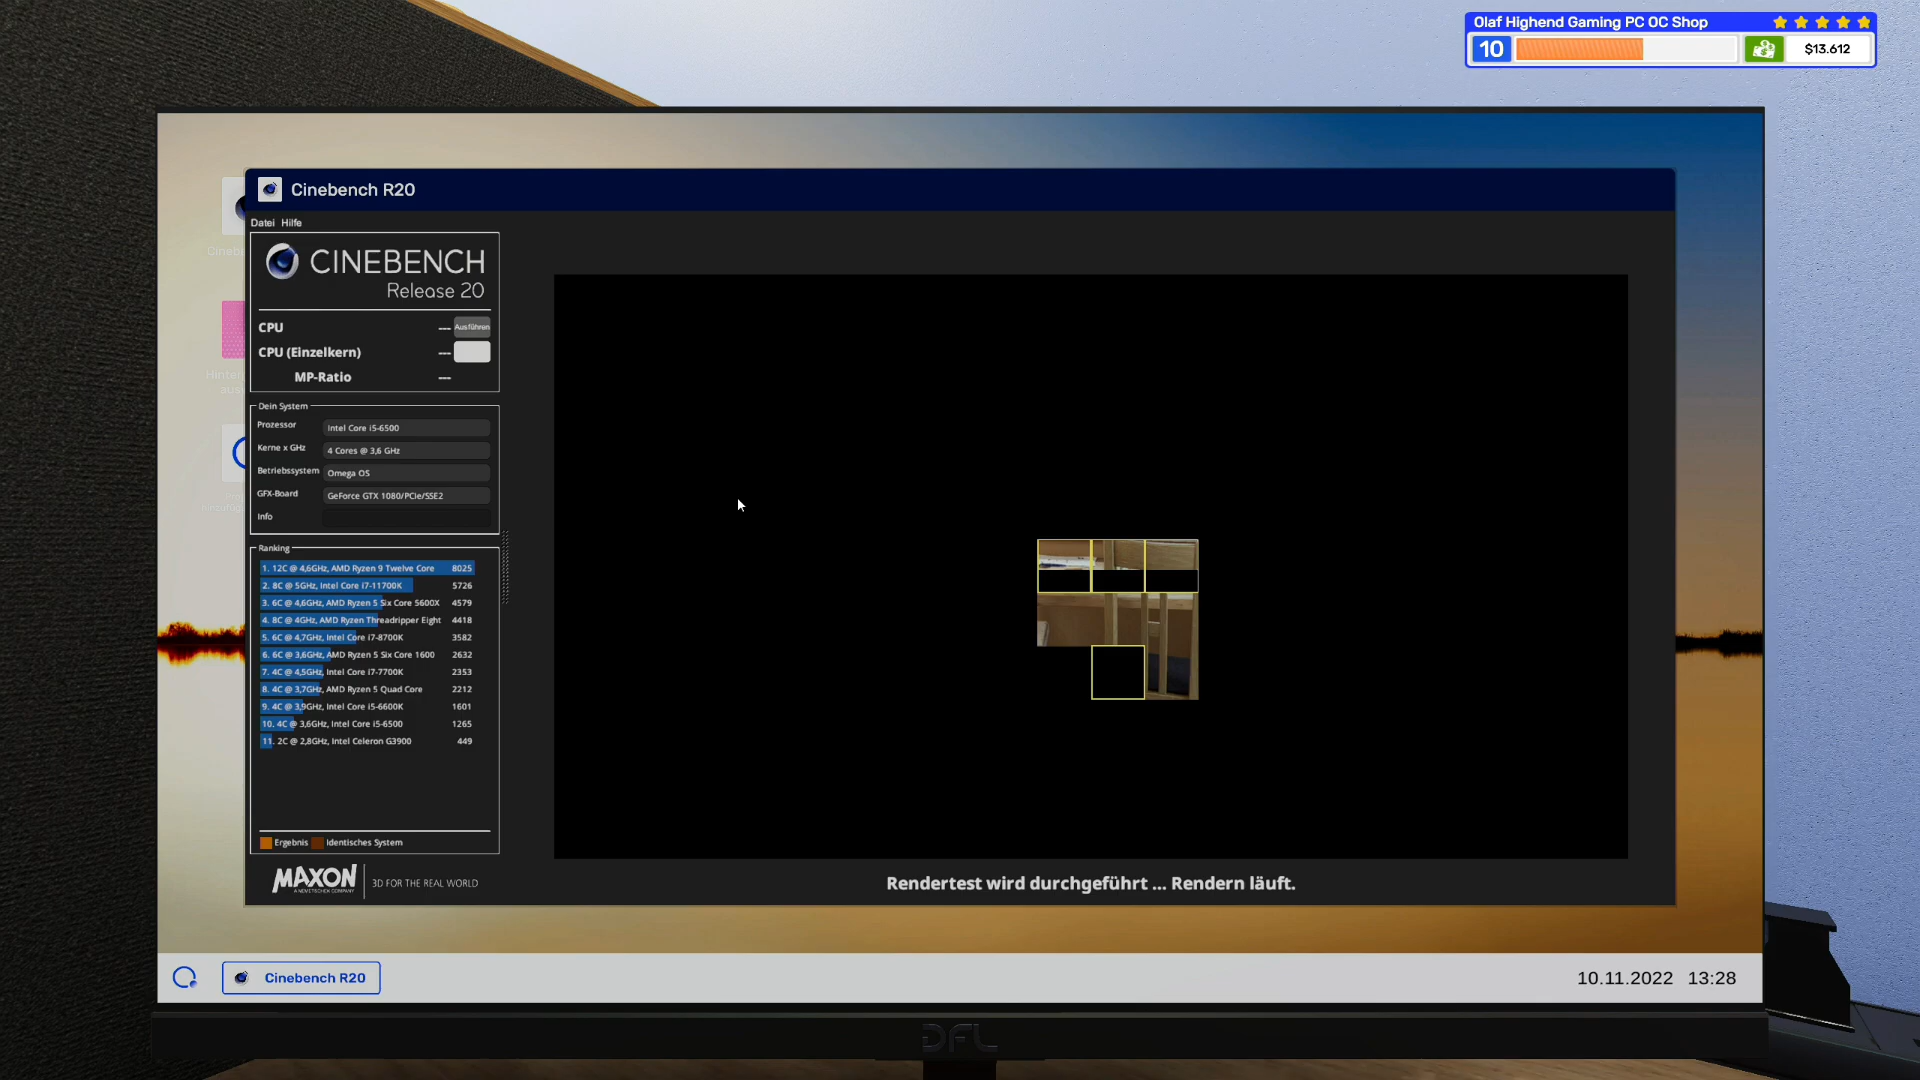 Olaf Highend Gaming PC OC Shop
10
$13.612
Cinebench R20
Datei Hilfe
CINEBENCH
Release 20
CPU --- Ausführen
CPU (Einzelkern) ---
MP-Ratio ---
Dein System
Prozessor Intel Core i5-6500
Kerne x GHz 4 Cores @ 3,6 GHz
Betriebssystem Omega OS
GFX-Board GeForce GTX 1080/PCIe/SSE2
Info
Ranking
1. 12C @ 4,6GHz, AMD Ryzen 9 Twelve Core 8025
2. 8C @ 5GHz, Intel Core i7-11700K 5726
3. 6C @ 4,6GHz, AMD Ryzen 5 Six Core 5600X 4579
4. 8C @ 4GHz, AMD Ryzen Threadripper Eight 4418
5. 6C @ 4,7GHz, Intel Core i7-8700K 3582
6. 6C @ 3,6GHz, AMD Ryzen 5 Six Core 1600 2632
7. 4C @ 4,5GHz, Intel Core i7-7700K 2353
8. 4C @ 3,7GHz, AMD Ryzen 5 Quad Core 2212
9. 4C @ 3,9GHz, Intel Core i5-6600K 1601
10. 4C @ 3,6GHz, Intel Core i5-6500 1265
11. 2C @ 2,8GHz, Intel Celeron G3900 449
Ergebnis Identisches System
MAXON
A NEMETSCHEK COMPANY
3D FOR THE REAL WORLD
Rendertest wird durchgeführt ... Rendern läuft.
Cinebench R20
10.11.2022 13:28
DFL